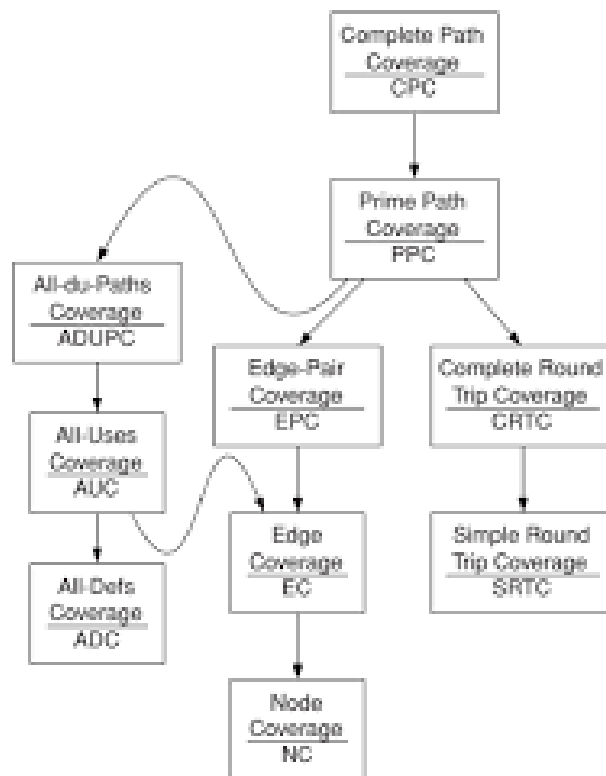 Complete Path
Coverage
CPC
Prime Path
Coverage
PPC
All-du-Paths
Coverage
ADUPC
Edge-Pair
Coverage
EPC
Complete Round
Trip Coverage
CRTC
All-Uses
Coverage
AUC
Edge
Coverage
EC
Simple Round
Trip Coverage
SRTC
All-Defs
Coverage
ADC
Node
Coverage
NC